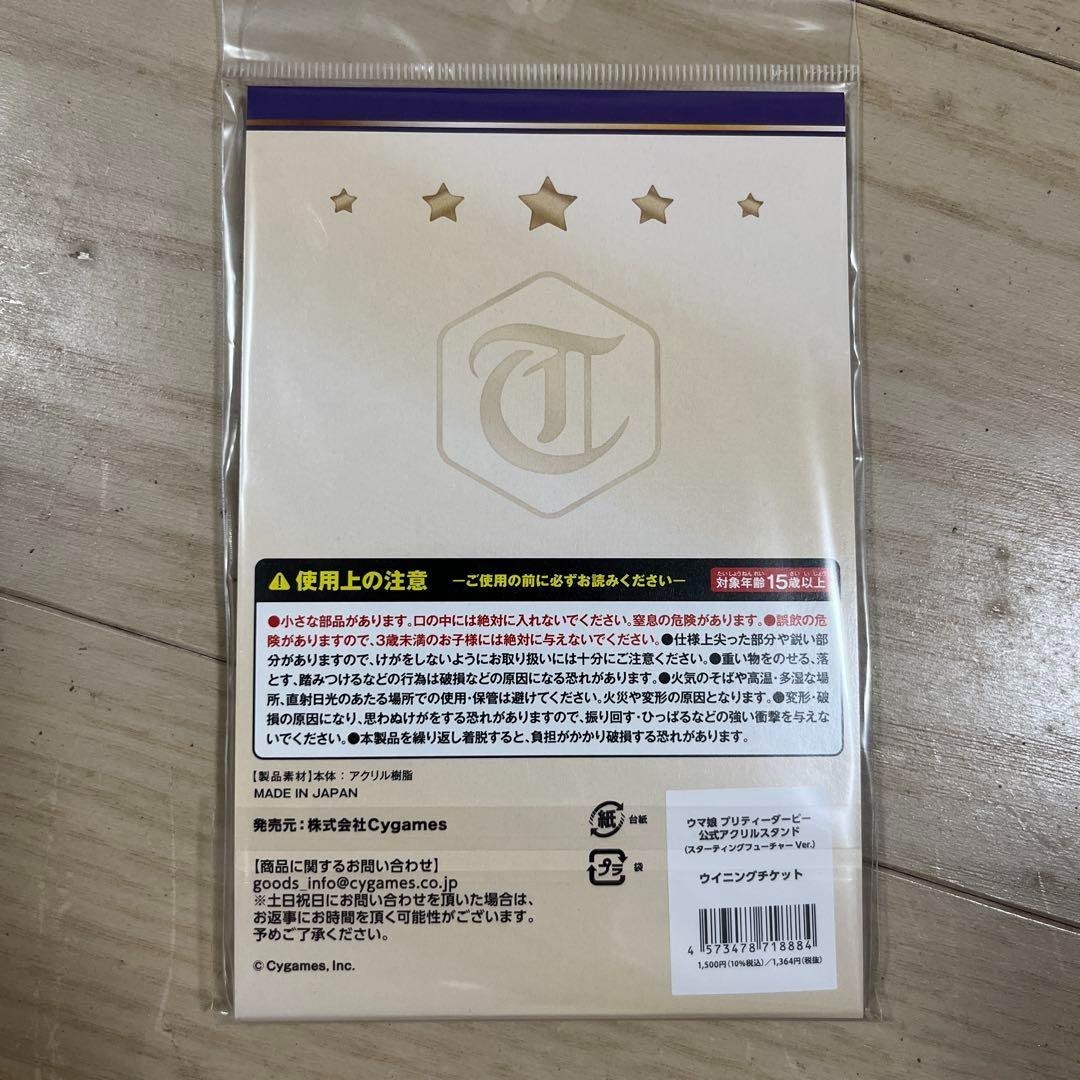 使用上の注意 ―ご使用の前に必ずお読みください― 対象年齢15歳以上
たいしょうねんれい さい いじょう
●小さな部品があります。口の中には絶対に入れないでください。窒息の危険があります。●誤飲の危
険がありますので、3歳未満のお子様には絶対に与えないでください。●仕様上尖った部分や鋭い部
分がありますので、けがをしないようにお取り扱いには十分にご注意ください。●重い物をのせる、落
とす、踏みつけるなどの行為は破損などの原因になる恐れがあります。●火気のそばや高温・多湿な場
所、直射日光のあたる場所での使用・保管は避けてください。火災や変形の原因となります。●変形・破
損の原因になり、思わぬけがをする恐れがありますので、振り回す・ひっぱるなどの強い衝撃を与えな
いでください。●本製品を繰り返し着脱すると、負担がかかり破損する恐れがあります。
【製品素材】本体：アクリル樹脂
MADE IN JAPAN
発売元：株式会社Cygames
【商品に関するお問い合わせ】
goods_info@cygames.co.jp
※土日祝日にお問い合わせを頂いた場合は、
お返事にお時間を頂く可能性がございます。
予めご了承ください。
© Cygames, Inc.
紙 台紙
プラ 袋
ウマ娘 プリティーダービー
公式アクリルスタンド
(スターティングフューチャーVer.)
ウイニングチケット
4 573478 718884
1,500円(10%税込)／1,364円(税抜)